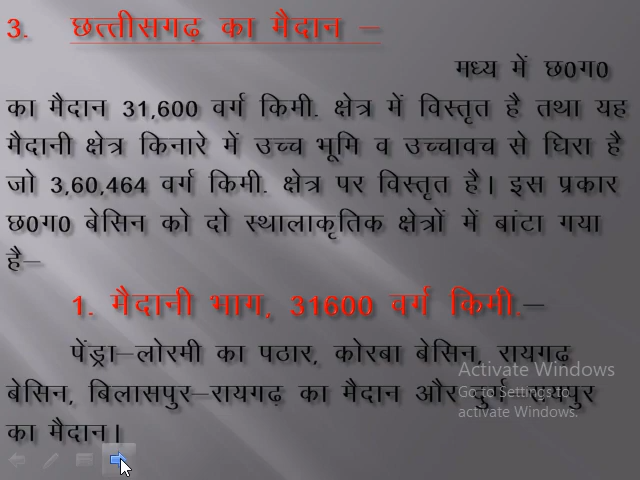 3. छत्तीसगढ़ का मैदान –
मध्य में छ0ग0
का मैदान 31,600 वर्ग किमी. क्षेत्र में विस्तृत है तथा यह
मैदानी क्षेत्र किनारे में उच्च भूमि व उच्चावच से घिरा है
जो 3,60,464 वर्ग किमी. क्षेत्र पर विस्तृत है। इस प्रकार
छ0ग0 बेसिन को दो स्थालाकृतिक क्षेत्रों में बांटा गया
है–
1. मैदानी भाग, 31600 वर्ग किमी.–
पेंड्रा–लोरमी का पठार, कोरबा बेसिन, रायगढ़
बेसिन, बिलासपुर–रायगढ़ का मैदान और दुर्ग–रायपुर
का मैदान।
Activate Windows
Go to Settings to
activate Windows.